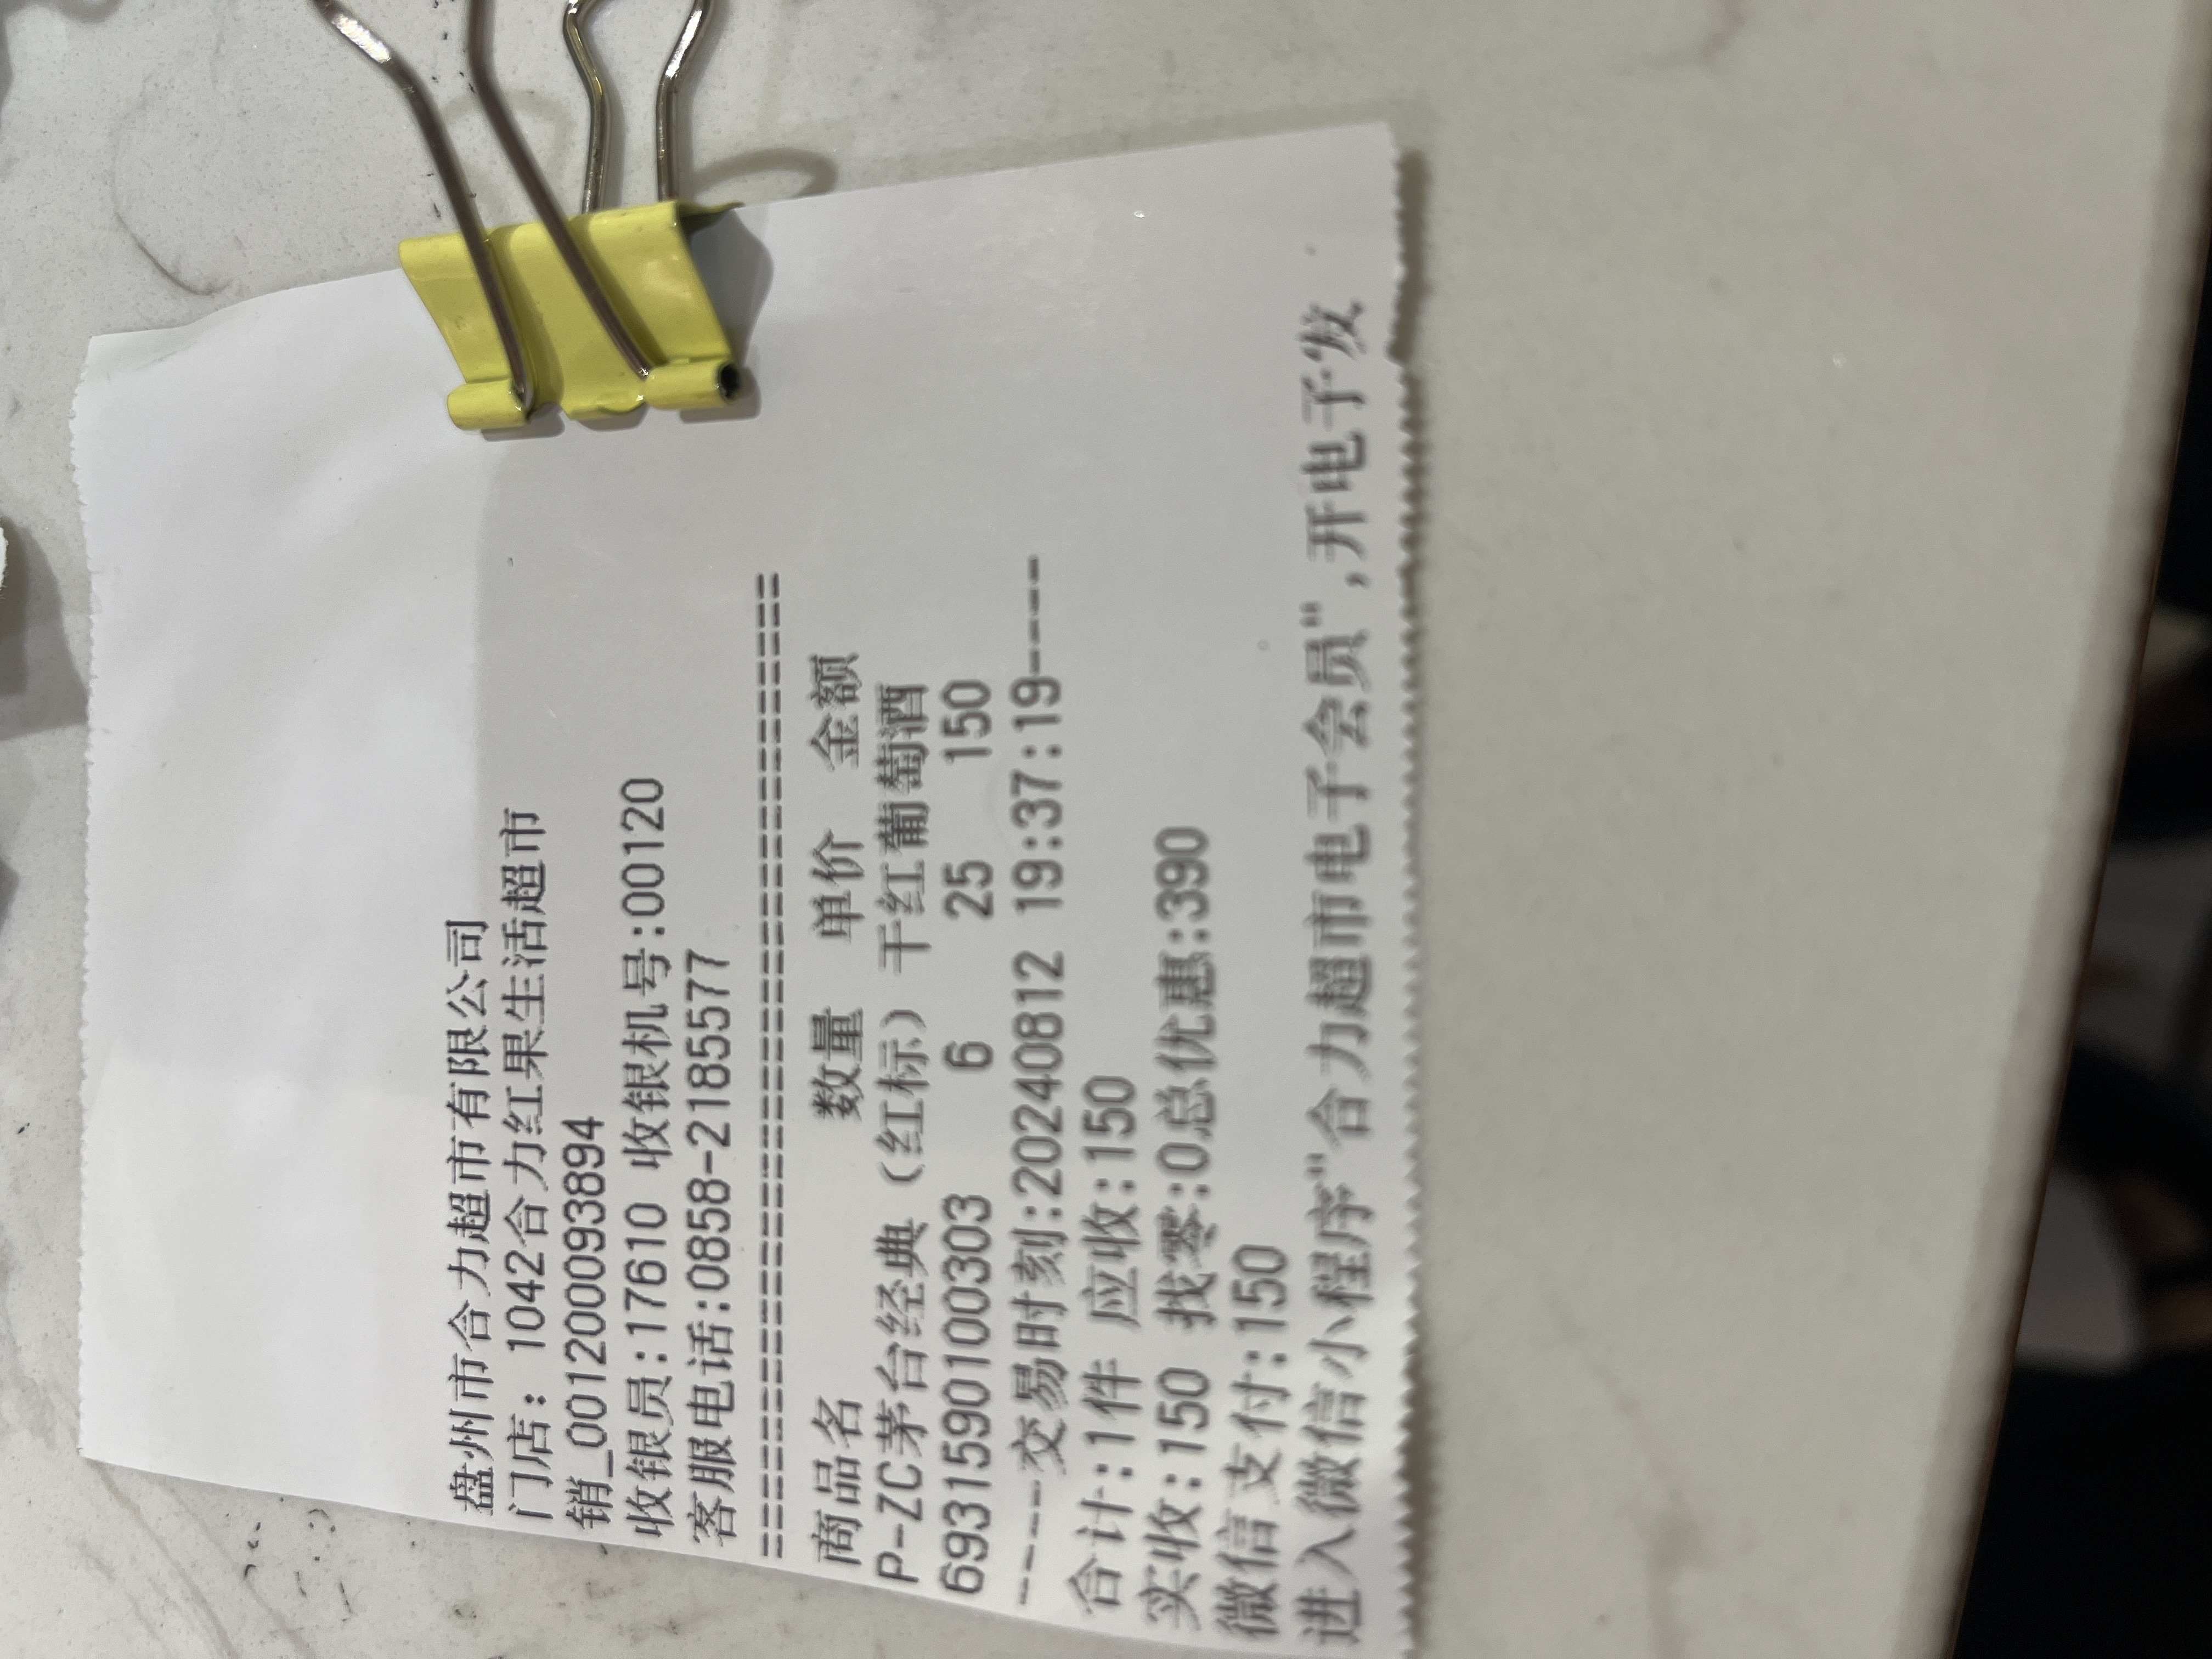 盘州市合力超市有限公司
门店：1042合力红果生活超市
销_00120000093894
收银员:17610 收银机号:00120
客服电话:0858-2185577
================================
商品名 数量 单价 金额
P-ZC茅台经典（红标）干红葡萄酒
6931590100303 6 25 150
-----交易时刻:20240812 19:37:19-----
合计:1件 应收:150
实收:150 找零:0总优惠:390
微信支付:150
进入微信小程序"合力超市电子会员",开电子发